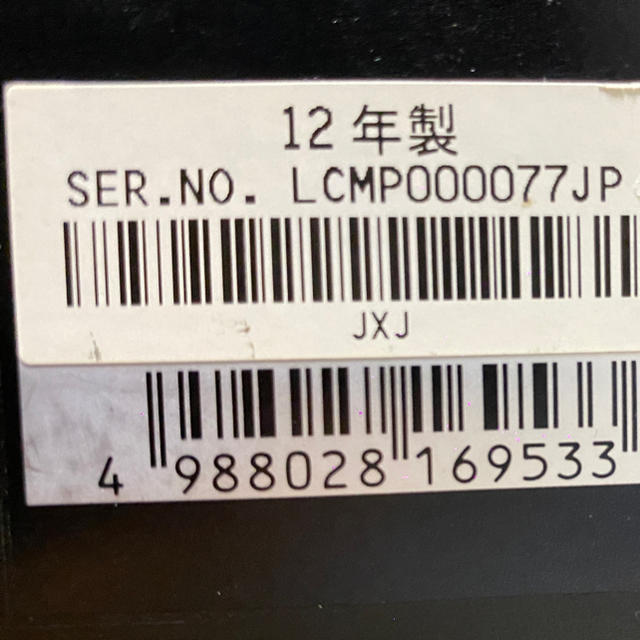 12年製
SER.NO. LCMP000077JP
JXJ
4 988028 169533